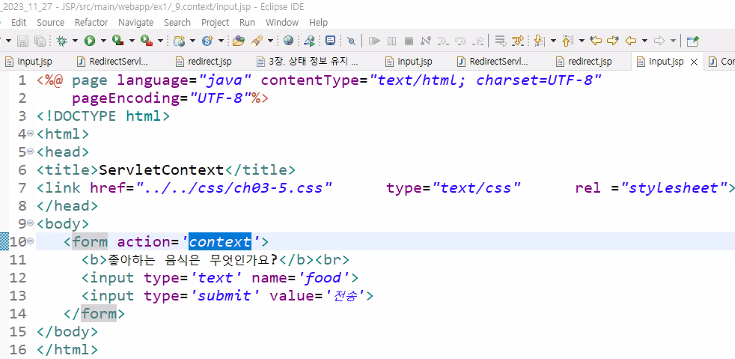 _2023_11_27 - JSP/src/main/webapp/ex1/_9.context/input.jsp - Eclipse IDE
Edit Source Refactor Navigate Search Project Run Window Help
input.jsp RedirectServl... redirect.jsp 3장. 상태 정보 유지 ... input.jsp RedirectServl... redirect.jsp input.jsp Con
1 <%@ page language="java" contentType="text/html; charset=UTF-8"
2 pageEncoding="UTF-8"%>
3 <!DOCTYPE html>
4 <html>
5 <head>
6 <title>ServletContext</title>
7 <link href="../../css/ch03-5.css" type="text/css" rel ="stylesheet">
8 </head>
9 <body>
10 <form action='context'>
11 <b>좋아하는 음식은 무엇인가요?</b><br>
12 <input type='text' name='food'>
13 <input type='submit' value='전송'>
14 </form>
15 </body>
16 </html>